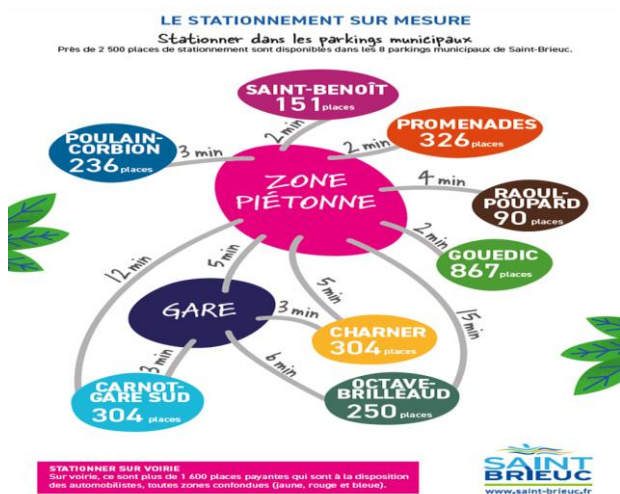 LE STATIONNEMENT SUR MESURE
Stationner dans les parkings municipaux
Près de 2 500 places de stationnement sont disponibles dans les 8 parkings municipaux de Saint-Brieuc.
SAINT-BENOÎT
151 places
PROMENADES
326 places
POULAIN-
CORBION
236 places
2 min
2 min
3 min
ZONE
PIÉTONNE
4 min
RAOUL-
POUPARD
90 places
2 min
GOUEDIC
867 places
12 min
5 min
5 min
15 min
GARE
3 min
CHARNER
304 places
3 min
6 min
CARNOT-
GARE SUD
304 places
OCTAVE-
BRILLEAUD
250 places
STATIONNER SUR VOIRIE
Sur voirie, ce sont plus de 1 600 places payantes qui sont à la disposition
des automobilistes, toutes zones confondues (jaune, rouge et bleue).
SAINT
BRIEUC
www.saint-brieuc.fr